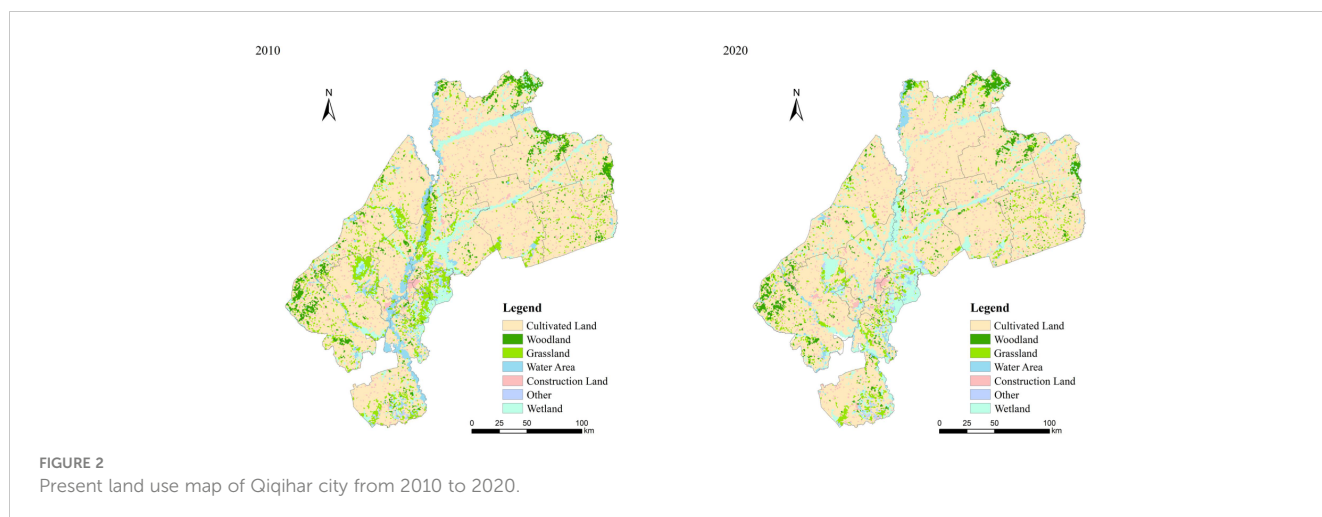 2010
N
Legend
Cultivated Land
Woodland
Grassland
Water Area
Construction Land
Other
Wetland
0 25 50 100
km
2020
N
Legend
Cultivated Land
Woodland
Grassland
Water Area
Construction Land
Other
Wetland
0 25 50 100
km
FIGURE 2
Present land use map of Qiqihar city from 2010 to 2020.